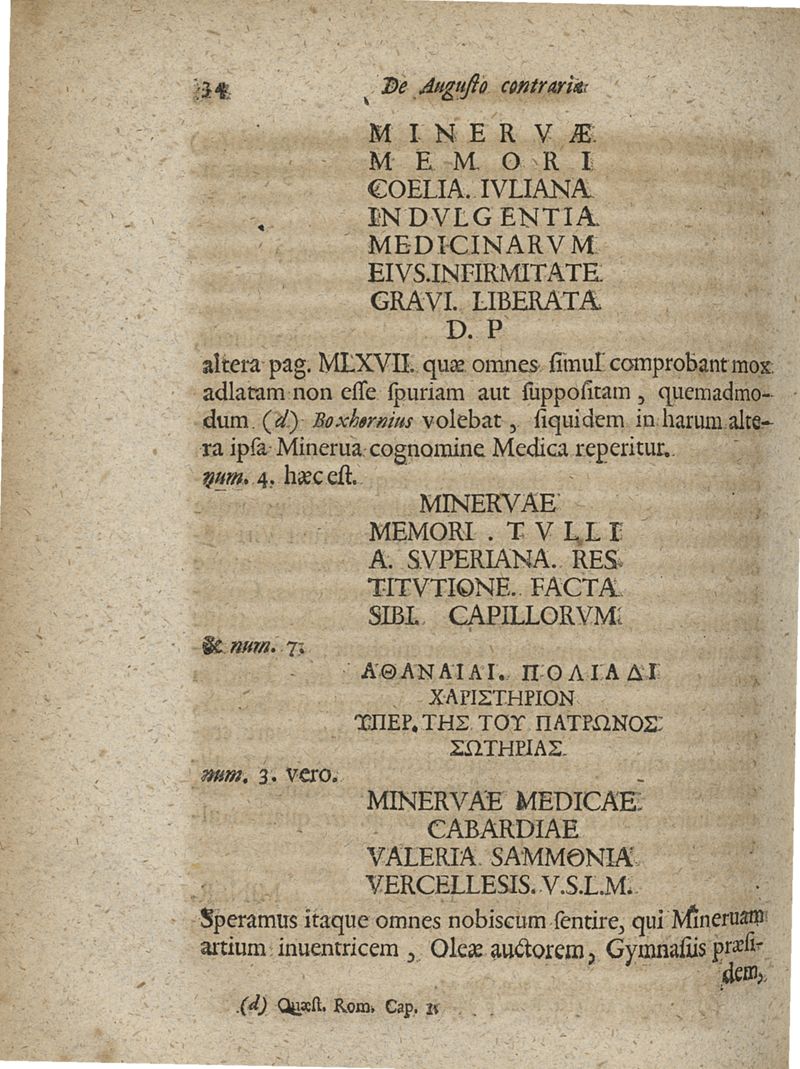 34 De Auguſto contraria
MINERVÆ
MEMORI
COELIA. IVLIANA
INDVLGENTIA
MEDICINARVM
EIVS.INFIRMITATE.
GRAVI. LIBERATA
D. P
altera pag. MLXVII. quæ omnes ſimul comprobant mox
adlatam non eſſe ſpuriam aut ſuppoſitam, quemadmo-
dum (d) Boxhornius volebat, ſiquidem in harum alte-
ra ipſa Minerua cognomine Medica reperitur.
num. 4. hæc eſt.
MINERVAE
MEMORI . TVLLI
A. SVPERIANA. RES
TITVTIONE. FACTA
SIBI. CAPILLORVM.
& num. 7.
ΑΘΑΝΑΙΑΙ. ΠΟΛΙΑΔΙ
ΧΑΡΙΣΤΗΡΙΟΝ
ΥΠΕΡ.ΤΗΣ ΤΟΥ ΠΑΤΡΩΝΟΣ
ΣΩΤΗΡΙΑΣ.
num. 3. vero.
MINERVAE MEDICAE
CABARDIAE
VALERIA SAMMONIA
VERCELLESIS. V.S.L.M.
Speramus itaque omnes nobiscum ſentire, qui Mineruam
artium inuentricem, Oleæ auctorem, Gymnaſiis præſi-
dem,
(d) Quæſt. Rom. Cap.